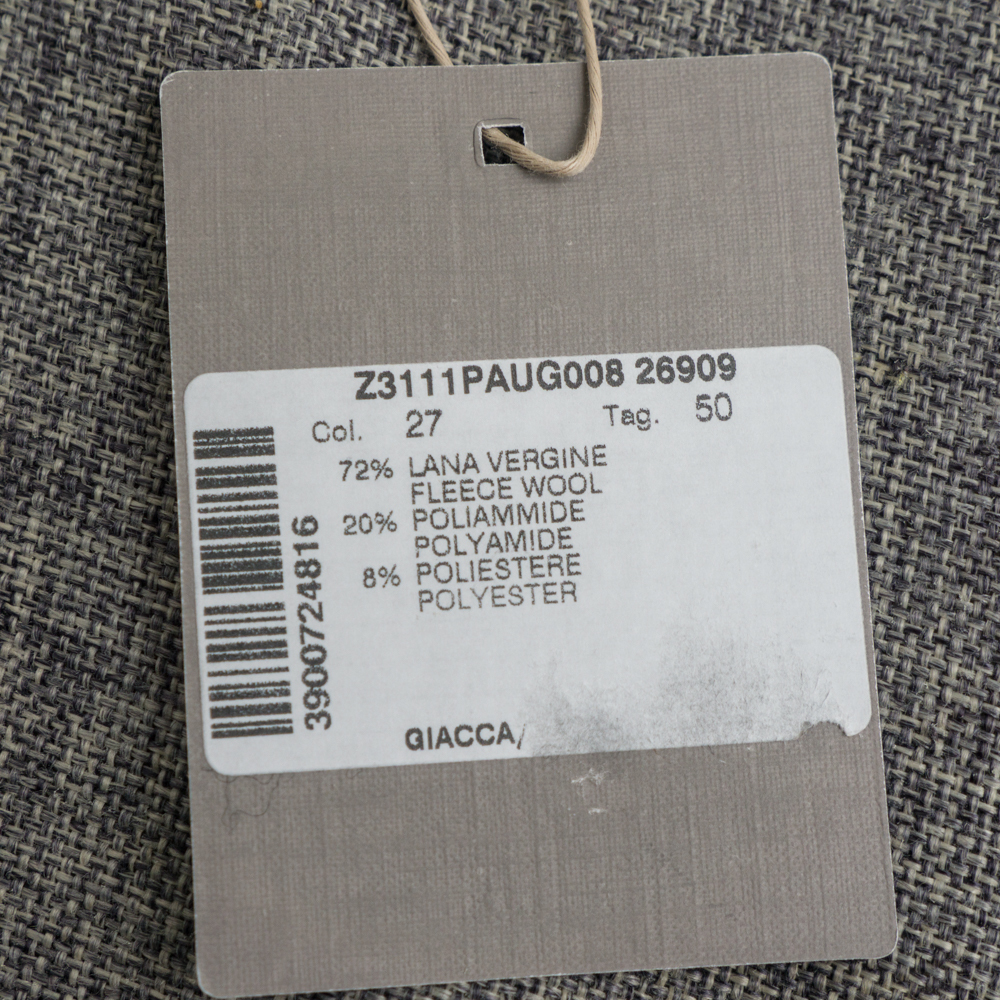 Z3111PAUG008 26909
Col. 27 Tag. 50
72% LANA VERGINE
FLEECE WOOL
20% POLIAMMIDE
POLYAMIDE
8% POLIESTERE
POLYESTER
GIACCA/
3900724816